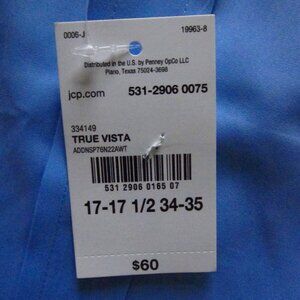 0006-J 19963-8
Distributed in the U.S. by Penney OpCo LLC
Plano, Texas 75024-3698
jcp.com 531-2906 0075
334149
TRUE VISTA
ADDNSP76N22AWT
531 2906 0165 07
17-17 1/2 34-35
$60